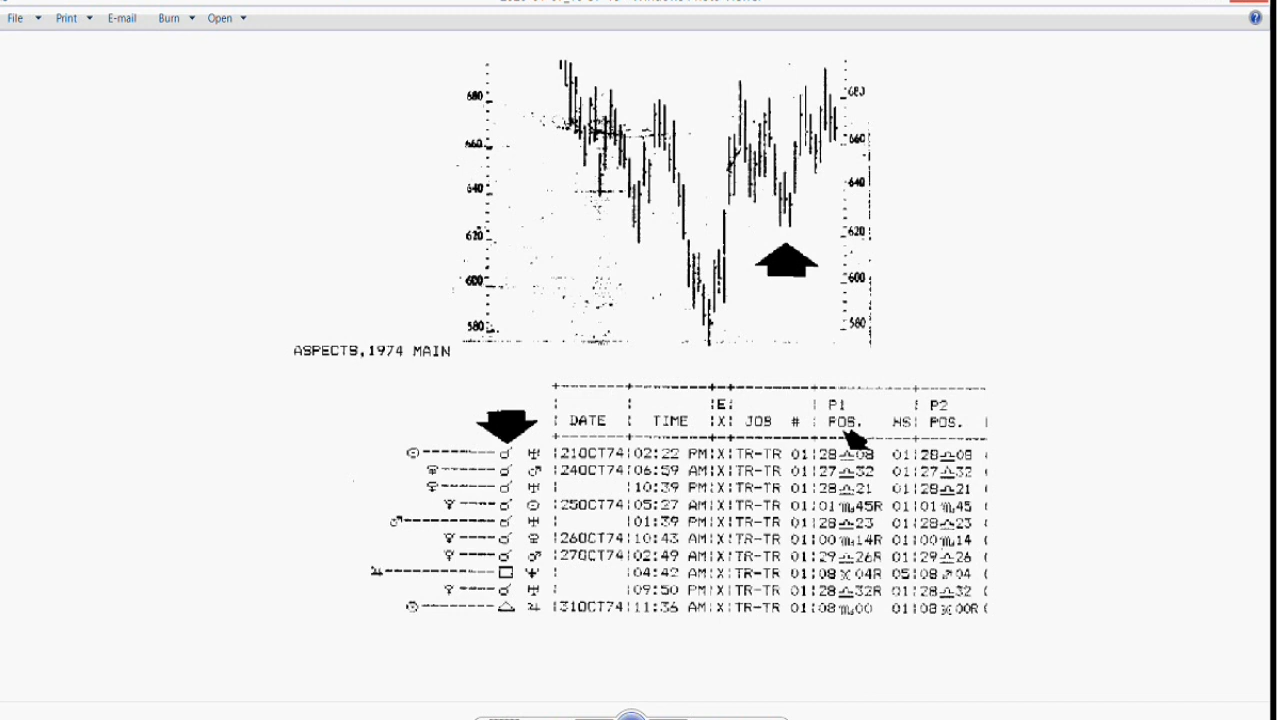 File Print E-mail Burn Open
680 680
660 660
640 640
620 620
600 600
580 580
ASPECTS,1974 MAIN
DATE TIME E X JOB # P1 POS. HS P2 POS.
☉ ☌ ♅ 21OCT74 02:22 PM X TR-TR 01 28♎08 01 28♎08
♀ ☌ ♂ 24OCT74 06:59 AM X TR-TR 01 27♎32 01 27♎32
♀ ☌ ♅ 10:39 PM X TR-TR 01 28♎21 01 28♎21
☿ ☌ ☉ 25OCT74 05:27 AM X TR-TR 01 01♏45R 01 01♏45
♂ ☌ ♅ 01:39 PM X TR-TR 01 28♎23 01 28♎23
☿ ☌ ♀ 26OCT74 10:43 AM X TR-TR 01 00♏14R 01 00♏14
☿ ☌ ♂ 27OCT74 02:49 AM X TR-TR 01 29♎26R 01 29♎26
♃ □ ♆ 04:42 AM X TR-TR 01 08♓04R 05 08♐04
☿ ☌ ♅ 09:50 PM X TR-TR 01 28♎32R 01 28♎32
☉ △ ♃ 31OCT74 11:36 AM X TR-TR 01 08♏00 01 08♓00R